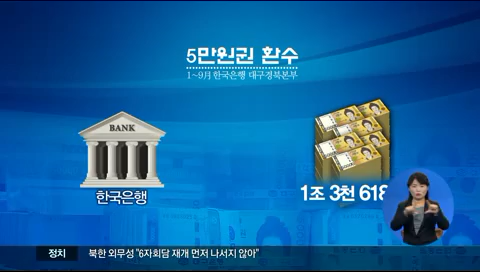 5만원권 환수
1~9월 한국은행 대구경북본부
BANK
한국은행
1조 3천 618
정치 북한 외무성 "6자회담 재개 먼저 나서지 않아"